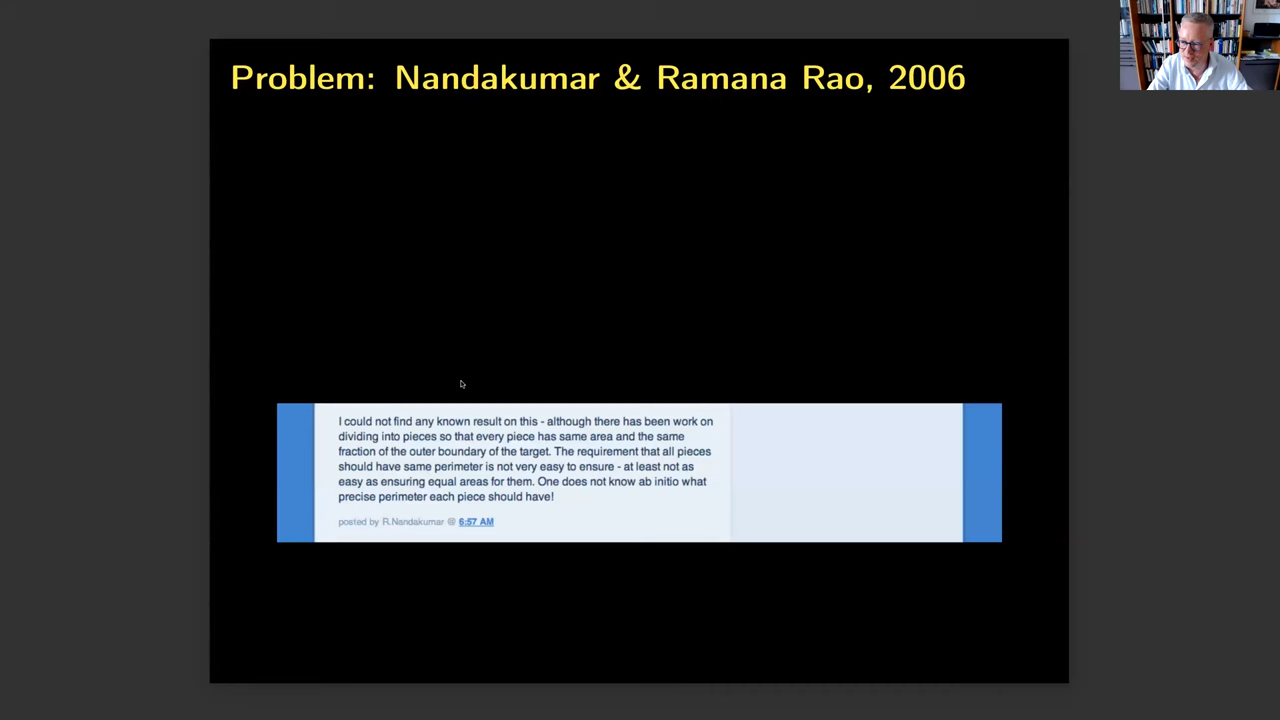 Problem: Nandakumar & Ramana Rao, 2006
I could not find any known result on this - although there has been work on
dividing into pieces so that every piece has same area and the same
fraction of the outer boundary of the target. The requirement that all pieces
should have same perimeter is not very easy to ensure - at least not as
easy as ensuring equal areas for them. One does not know ab initio what
precise perimeter each piece should have!
posted by R.Nandakumar @ 6:57 AM